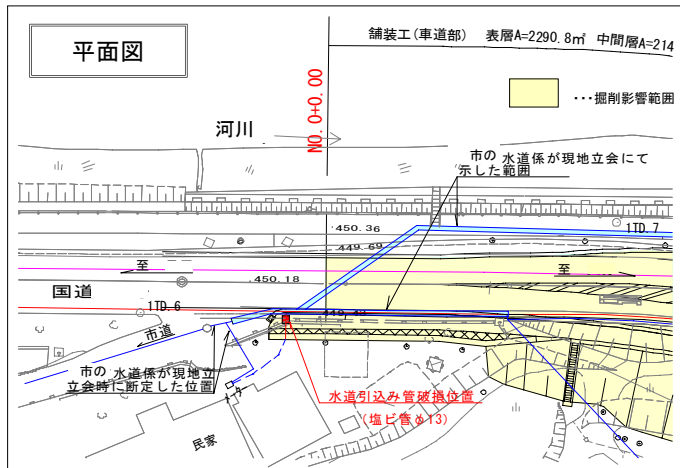 平面図
舗装工(車道部) 表層A=2290.8㎡ 中間層A=214
NO.0+0.00
・・・掘削影響範囲
河川
市の 水道係が現地立会にて
示した範囲
450.36
1TD.7
449.69
至
至
450.18
国道
1TD.6
市道
市の 水道係が現地立
立会時に断定した位置
メーター
水道引込み管破損位置
(塩ビ管φ13)
民家